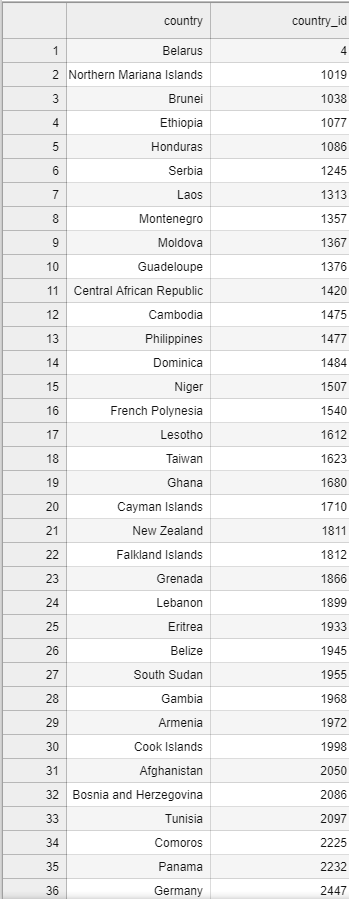 country country_id
1 Belarus 4
2 Northern Mariana Islands 1019
3 Brunei 1038
4 Ethiopia 1077
5 Honduras 1086
6 Serbia 1245
7 Laos 1313
8 Montenegro 1357
9 Moldova 1367
10 Guadeloupe 1376
11 Central African Republic 1420
12 Cambodia 1475
13 Philippines 1477
14 Dominica 1484
15 Niger 1507
16 French Polynesia 1540
17 Lesotho 1612
18 Taiwan 1623
19 Ghana 1680
20 Cayman Islands 1710
21 New Zealand 1811
22 Falkland Islands 1812
23 Grenada 1866
24 Lebanon 1899
25 Eritrea 1933
26 Belize 1945
27 South Sudan 1955
28 Gambia 1968
29 Armenia 1972
30 Cook Islands 1998
31 Afghanistan 2050
32 Bosnia and Herzegovina 2086
33 Tunisia 2097
34 Comoros 2225
35 Panama 2232
36 Germany 2447